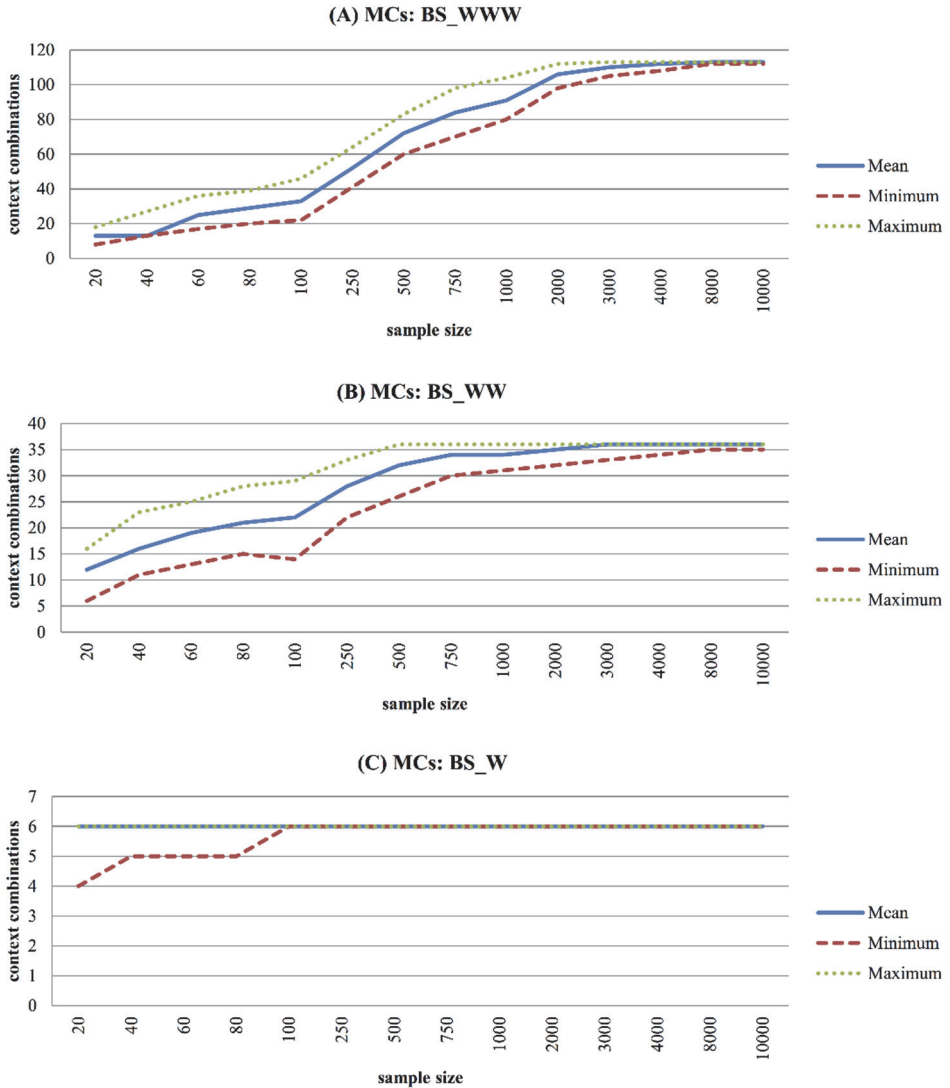 (A) MCs: BS_WWW
120
100
80
60
40
20
0
context combinations
20 40 60 80 100 250 500 750 1000 2000 3000 4000 8000 10000
sample size
Mean
Minimum
Maximum
(B) MCs: BS_WW
40
35
30
25
20
15
10
5
0
context combinations
20 40 60 80 100 250 500 750 1000 2000 3000 4000 8000 10000
sample size
Mean
Minimum
Maximum
(C) MCs: BS_W
7
6
5
4
3
2
1
0
context combinations
20 40 60 80 100 250 500 750 1000 2000 3000 4000 8000 10000
sample size
Mean
Minimum
Maximum